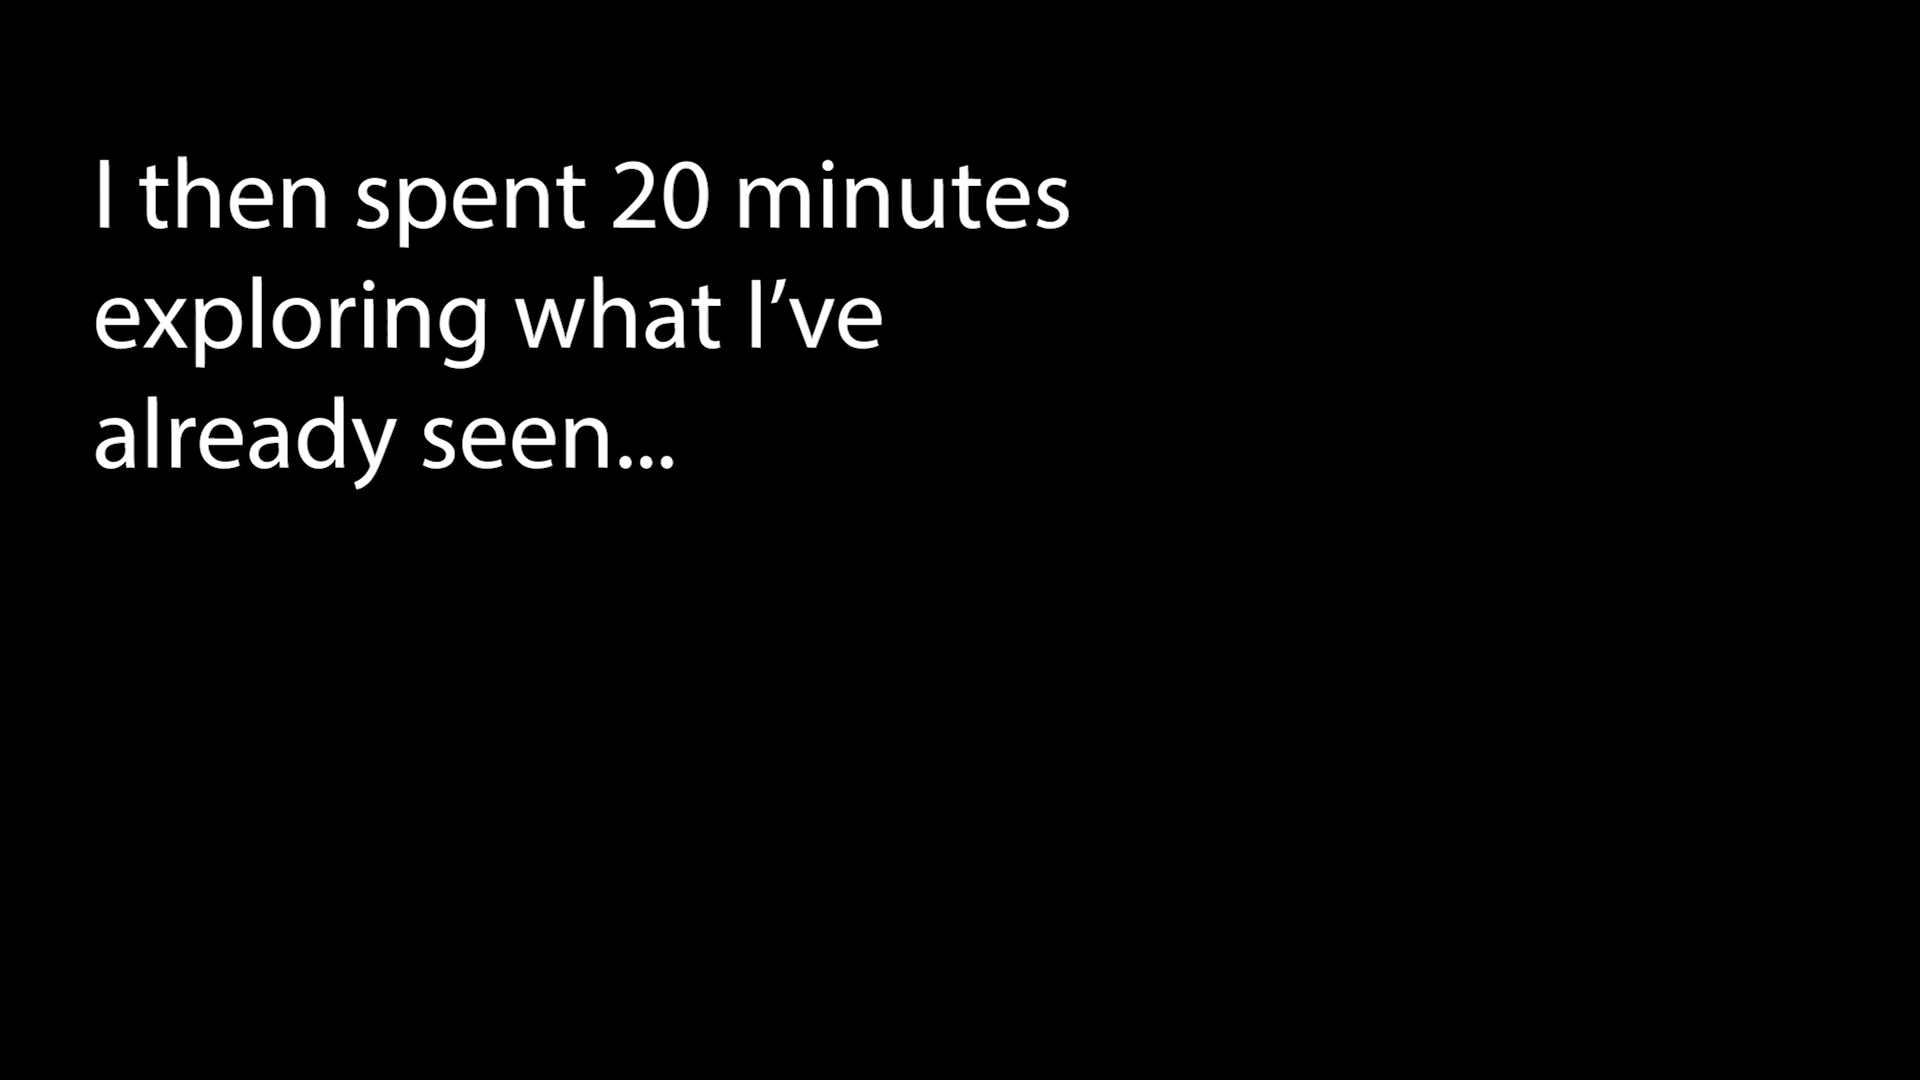 I then spent 20 minutes
exploring what I’ve
already seen...